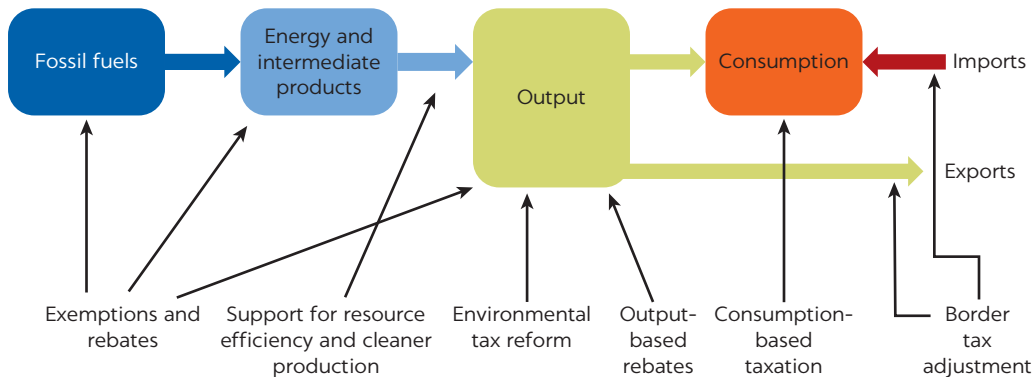 Fossil fuels
Energy and
intermediate
products
Output
Consumption
Imports
Exports
Exemptions and
rebates
Support for resource
efficiency and cleaner
production
Environmental
tax reform
Output-
based
rebates
Consumption-
based
taxation
Border
tax
adjustment